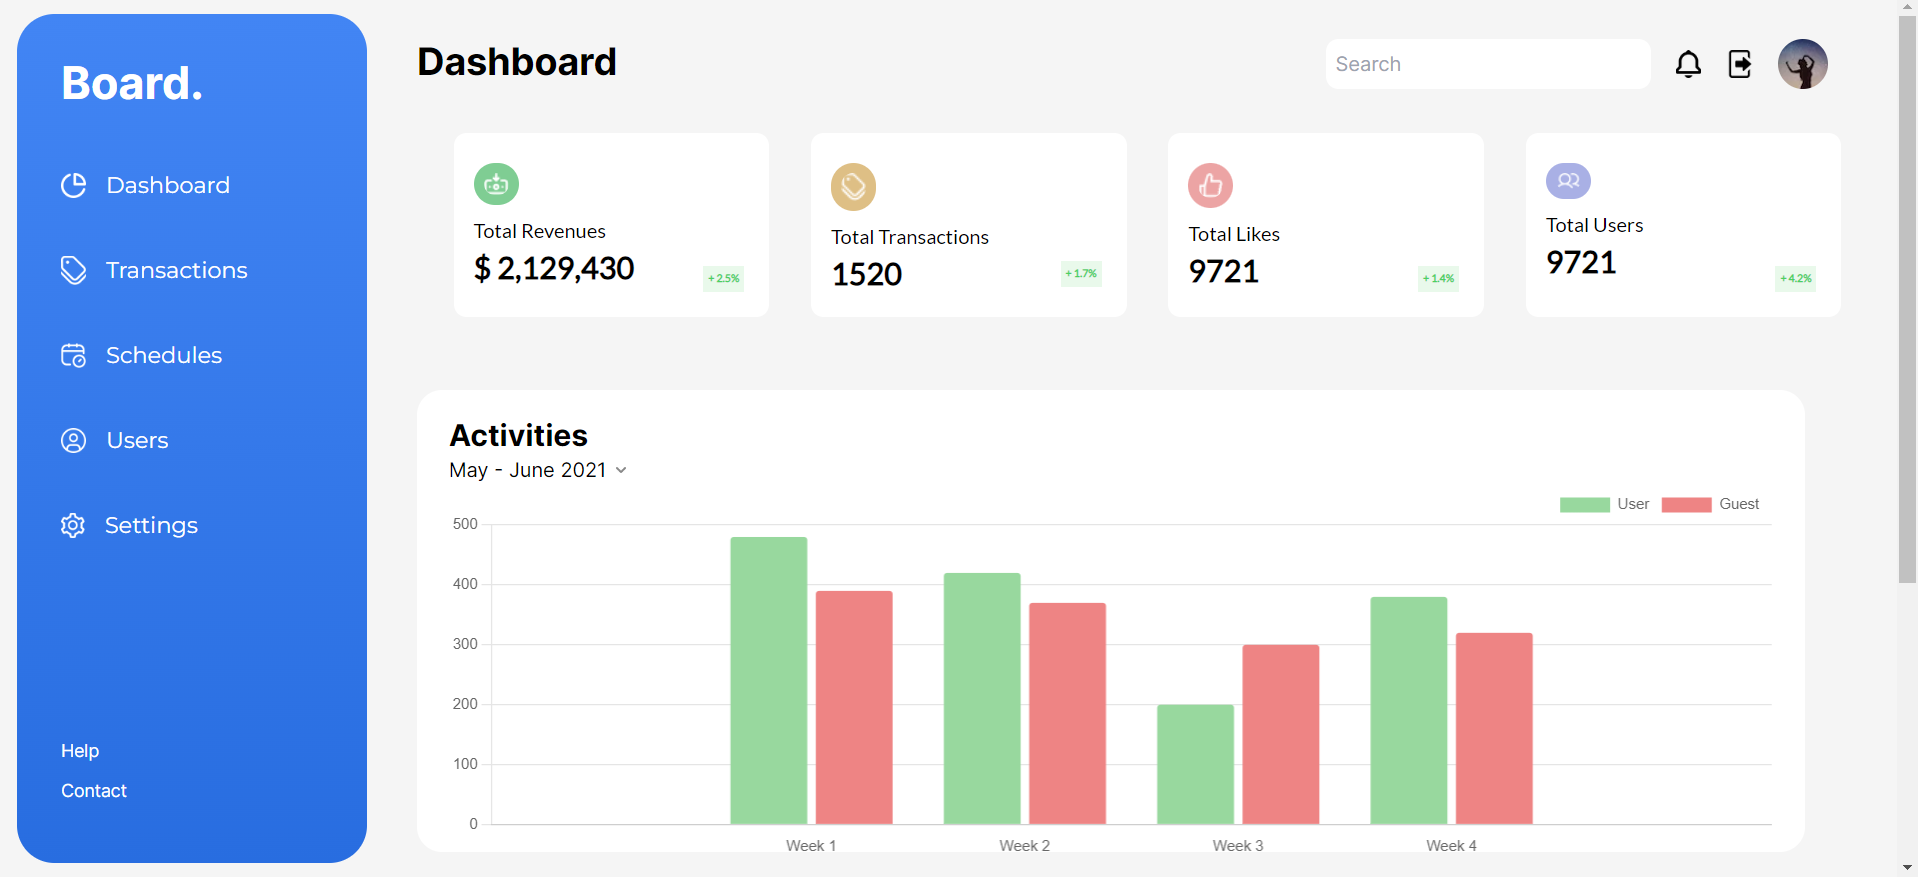 Board.
Dashboard
Transactions
Schedules
Users
Settings
Help
Contact
Dashboard
Search
Total Revenues
$ 2,129,430
+2.5%
Total Transactions
1520
+1.7%
Total Likes
9721
+1.4%
Total Users
9721
+4.2%
Activities
May - June 2021
User Guest
500
400
300
200
100
0
Week 1 Week 2 Week 3 Week 4